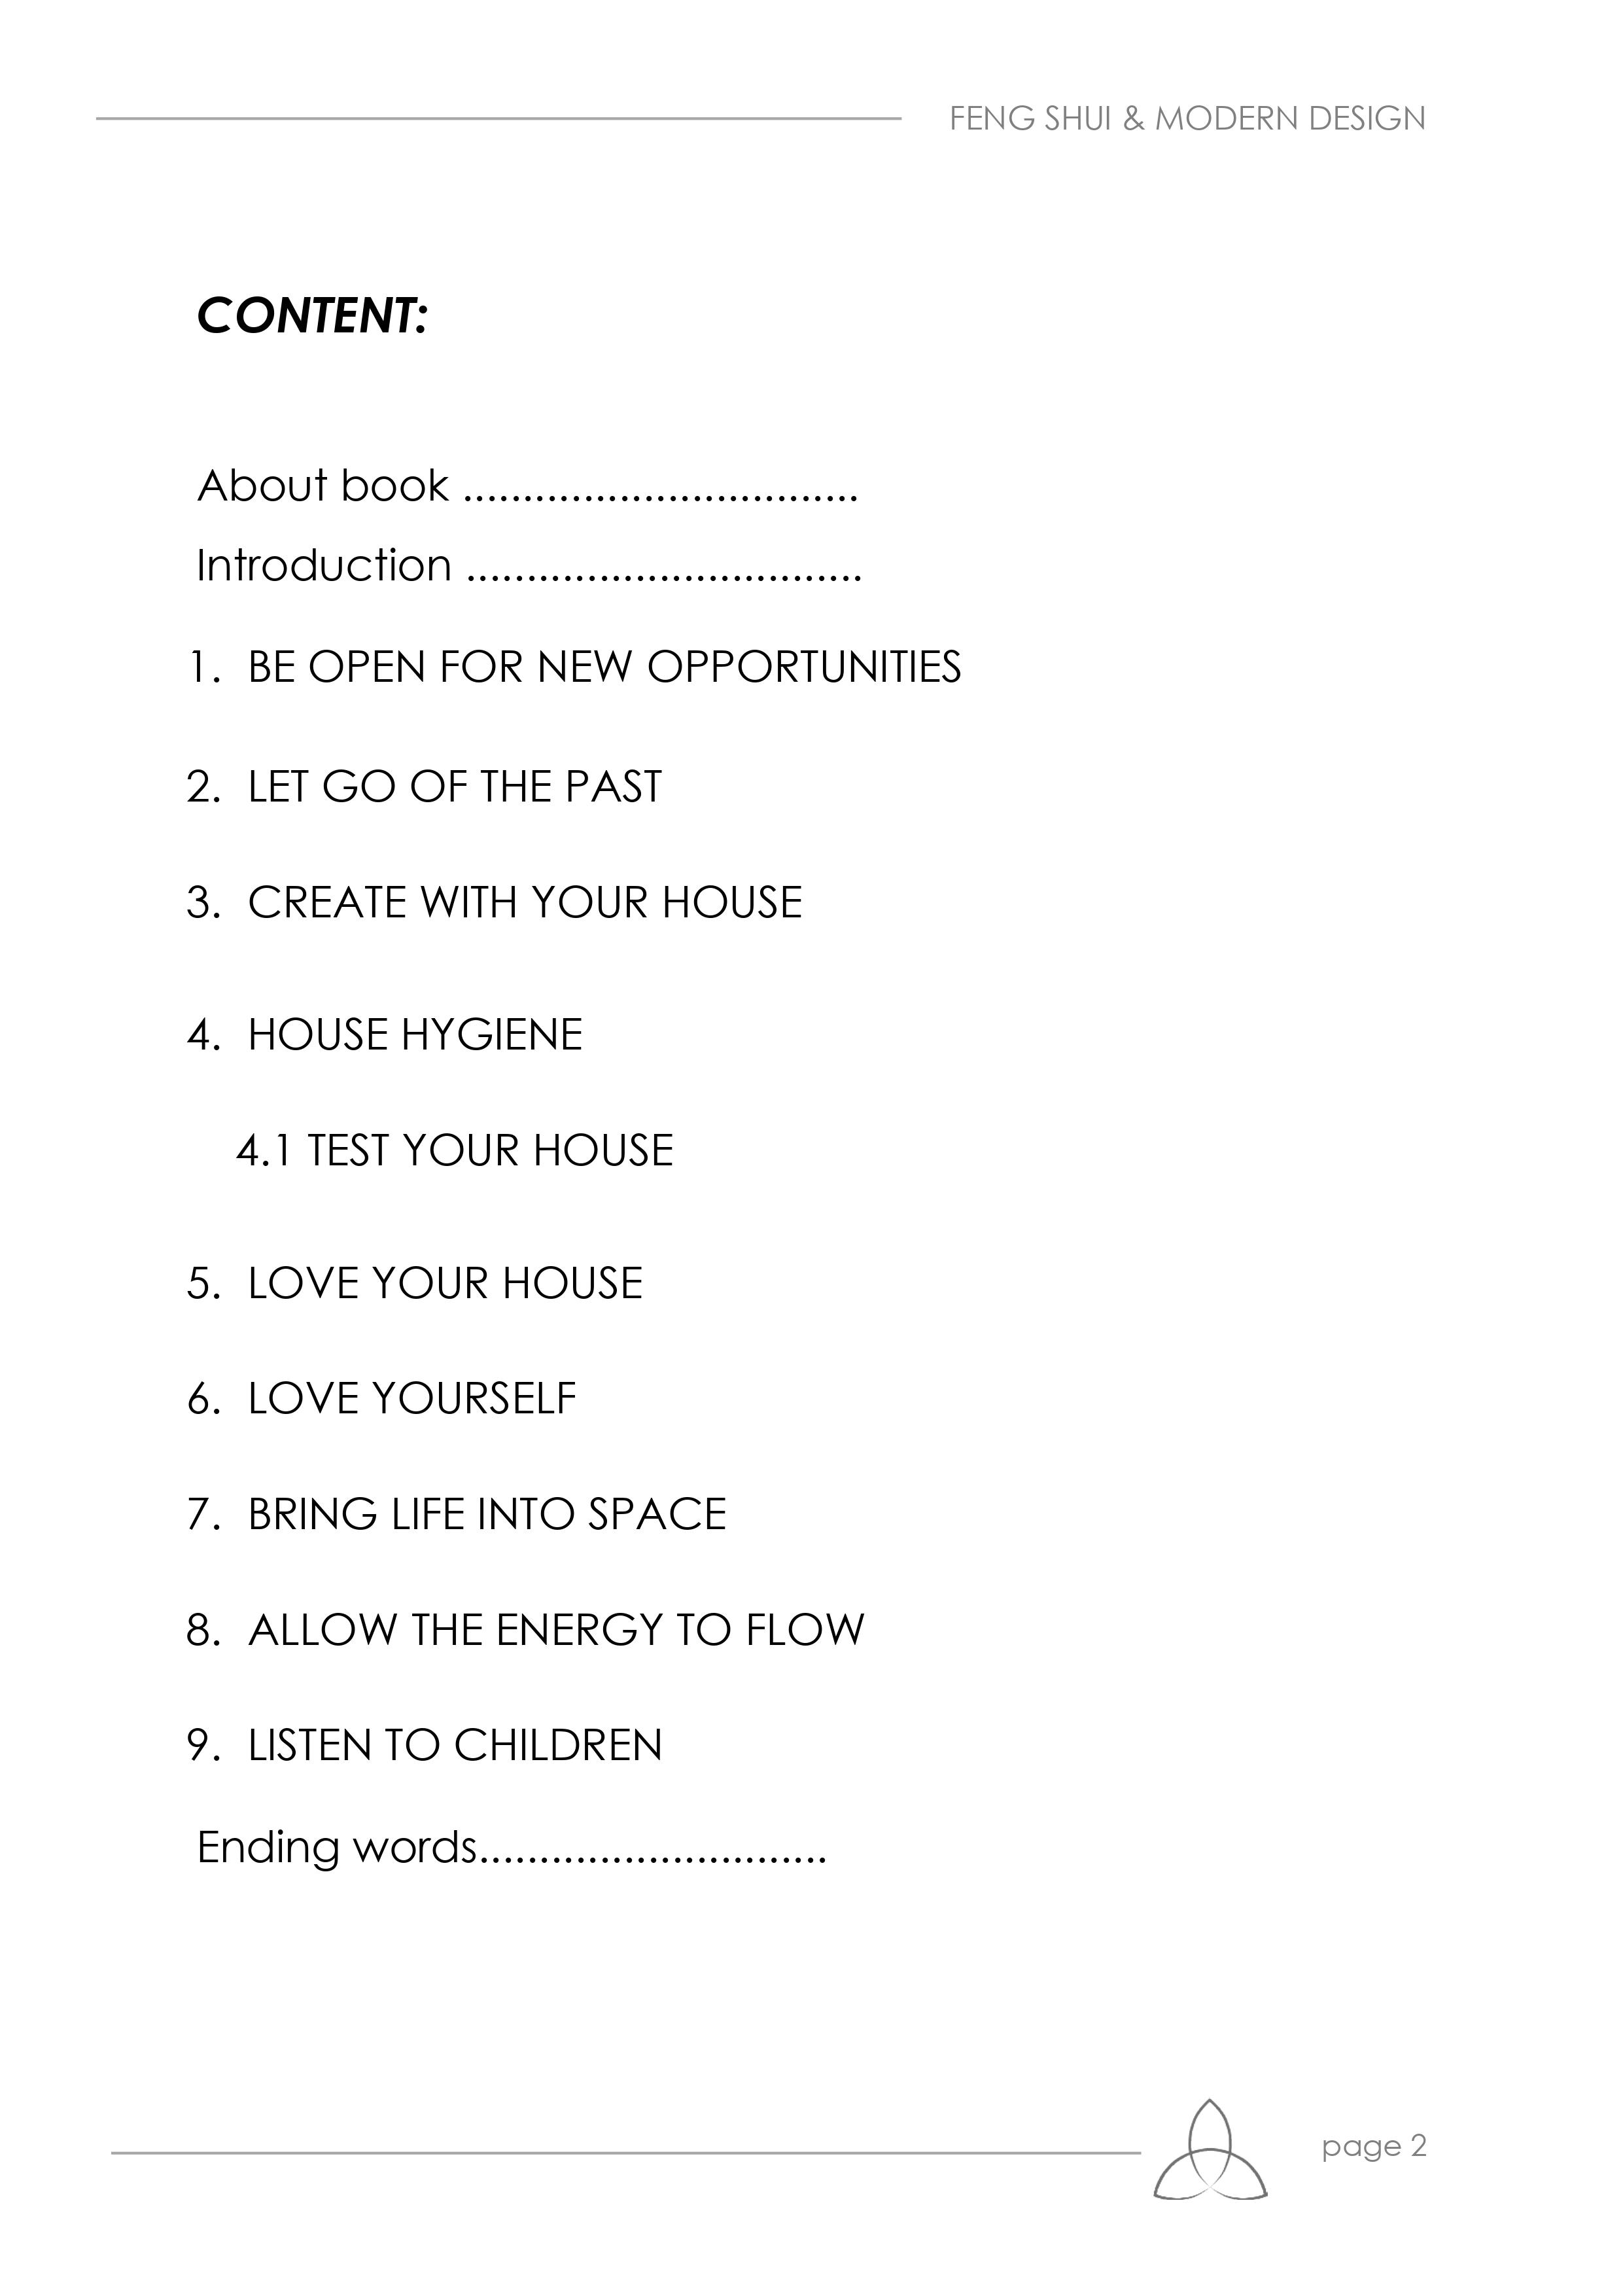 FENG SHUI & MODERN DESIGN
CONTENT:
About book .................................
Introduction .................................
1. BE OPEN FOR NEW OPPORTUNITIES
2. LET GO OF THE PAST
3. CREATE WITH YOUR HOUSE
4. HOUSE HYGIENE
4.1 TEST YOUR HOUSE
5. LOVE YOUR HOUSE
6. LOVE YOURSELF
7. BRING LIFE INTO SPACE
8. ALLOW THE ENERGY TO FLOW
9. LISTEN TO CHILDREN
Ending words.............................
page 2